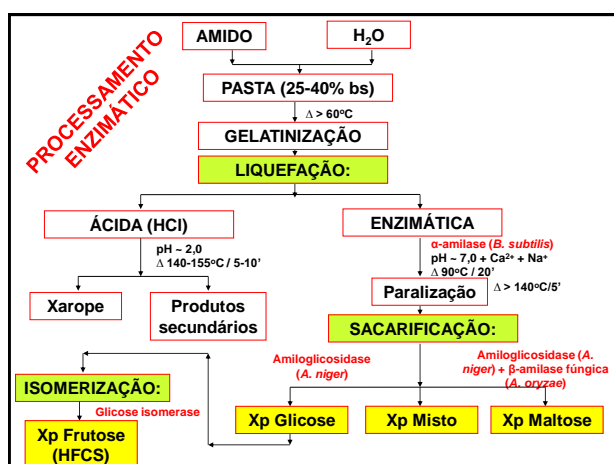 PROCESSAMENTO
ENZIMÁTICO
AMIDO
H₂O
PASTA (25-40% bs)
Δ > 60ºC
GELATINIZAÇÃO
LIQUEFAÇÃO:
ÁCIDA (HCl)
pH ~ 2,0
Δ 140-155ºC / 5-10’
Xarope
Produtos
secundários
ENZIMÁTICA
α-amilase (B. subtilis)
pH ~ 7,0 + Ca²⁺ + Na⁺
Δ 90ºC / 20’
Paralização
Δ > 140ºC/5’
SACARIFICAÇÃO:
Amiloglicosidase
(A. niger)
Amiloglicosidase (A.
niger) + β-amilase fúngica
(A. oryzae)
ISOMERIZAÇÃO:
Glicose isomerase
Xp Frutose
(HFCS)
Xp Glicose
Xp Misto
Xp Maltose